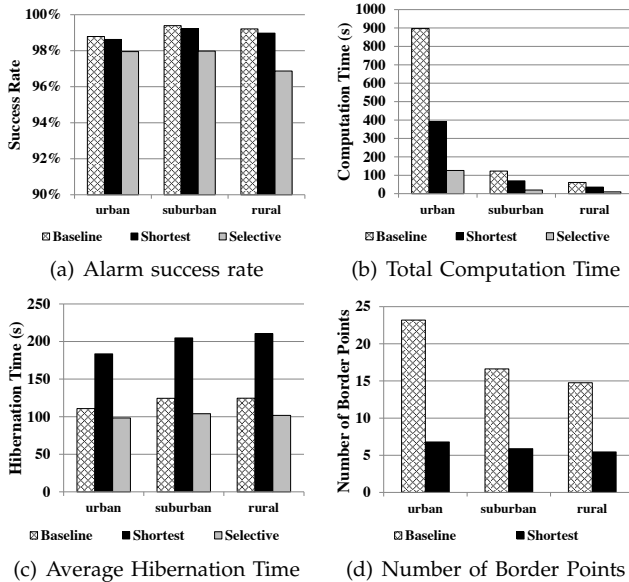 100%
98%
96%
94%
92%
90%
Success Rate
urban suburban rural
Baseline Shortest Selective
(a) Alarm success rate
1000
900
800
700
600
500
400
300
200
100
0
Computation Time (s)
urban suburban rural
Baseline Shortest Selective
(b) Total Computation Time
250
200
150
100
50
0
Hibernation Time (s)
urban suburban rural
Baseline Shortest Selective
(c) Average Hibernation Time
25
20
15
10
5
0
Number of Border Points
urban suburban rural
Baseline Shortest
(d) Number of Border Points